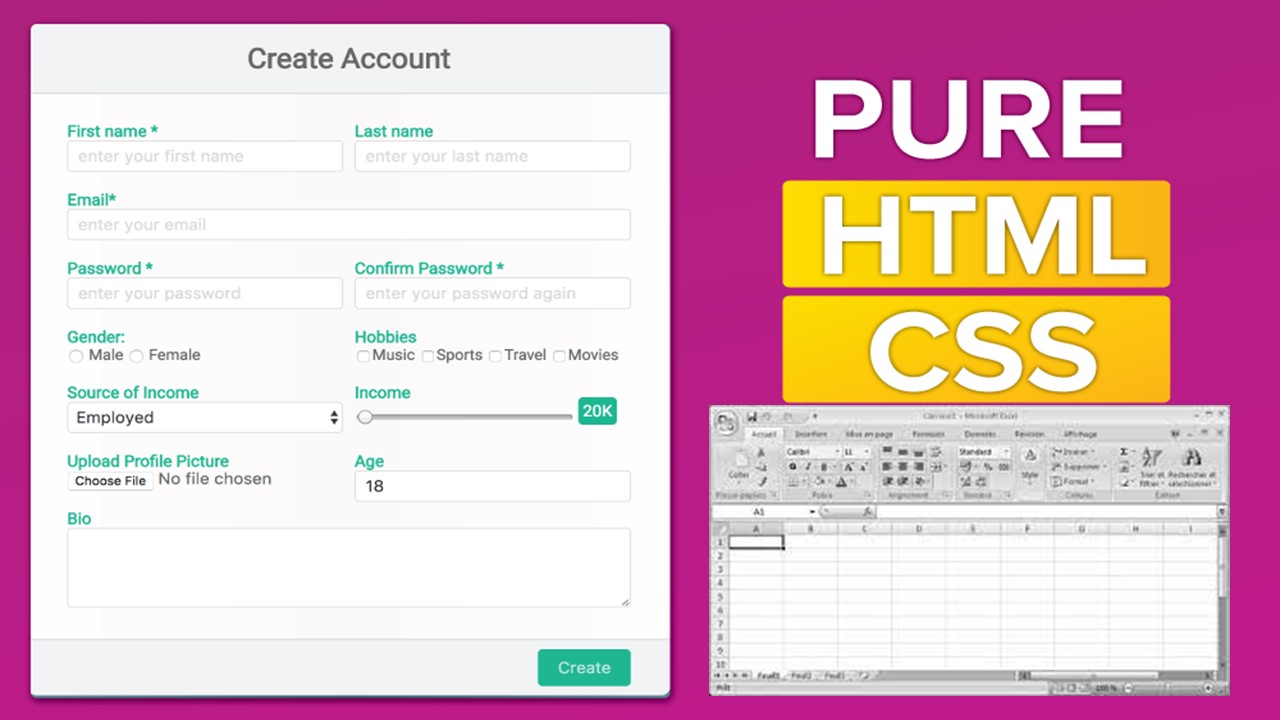 Create Account
First name *
Last name
enter your first name
enter your last name
Email*
enter your email
Password *
Confirm Password *
enter your password
enter your password again
Gender:
Hobbies
Male
Female
Music
Sports
Travel
Movies
Source of Income
Income
Employed
20K
Upload Profile Picture
Age
Choose File
No file chosen
18
Bio
Create
PURE
HTML
CSS
Microsoft Excel
Accueil
Insertion
Mise en page
Formules
Données
Révision
Affichage
Calibri
11
Standard
Coller
Style
Insérer
Supprimer
Format
Trier et filtrer
Rechercher et sélectionner
Police
Alignement
Nombre
Cellules
A1
A B C D E F G H I
1
2
3
4
5
6
7
8
9
10
Feuil1 Feuil2 Feuil3
Prêt
100 %